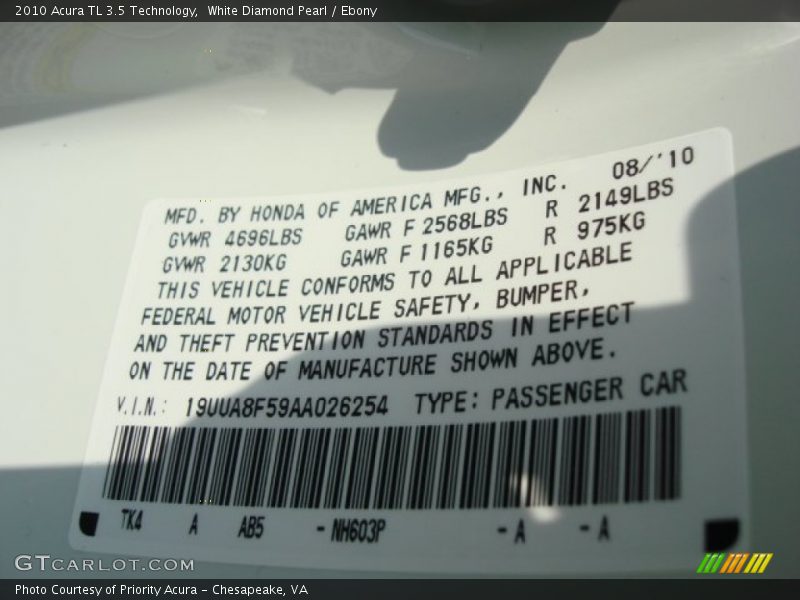 2010 Acura TL 3.5 Technology,  White Diamond Pearl / Ebony
MFD. BY HONDA OF AMERICA MFG., INC. 08/'10
GVWR 4696LBS GAWR F 2568LBS R 2149LBS
GVWR 2130KG GAWR F 1165KG R 975KG
THIS VEHICLE CONFORMS TO ALL APPLICABLE
FEDERAL MOTOR VEHICLE SAFETY, BUMPER,
AND THEFT PREVENTION STANDARDS IN EFFECT
ON THE DATE OF MANUFACTURE SHOWN ABOVE.
V.I.N.: 19UUA8F59AA026254 TYPE: PASSENGER CAR
TK4 A AB5 -NH603P -A -A
GTCARLOT.COM
Photo Courtesy of Priority Acura – Chesapeake, VA